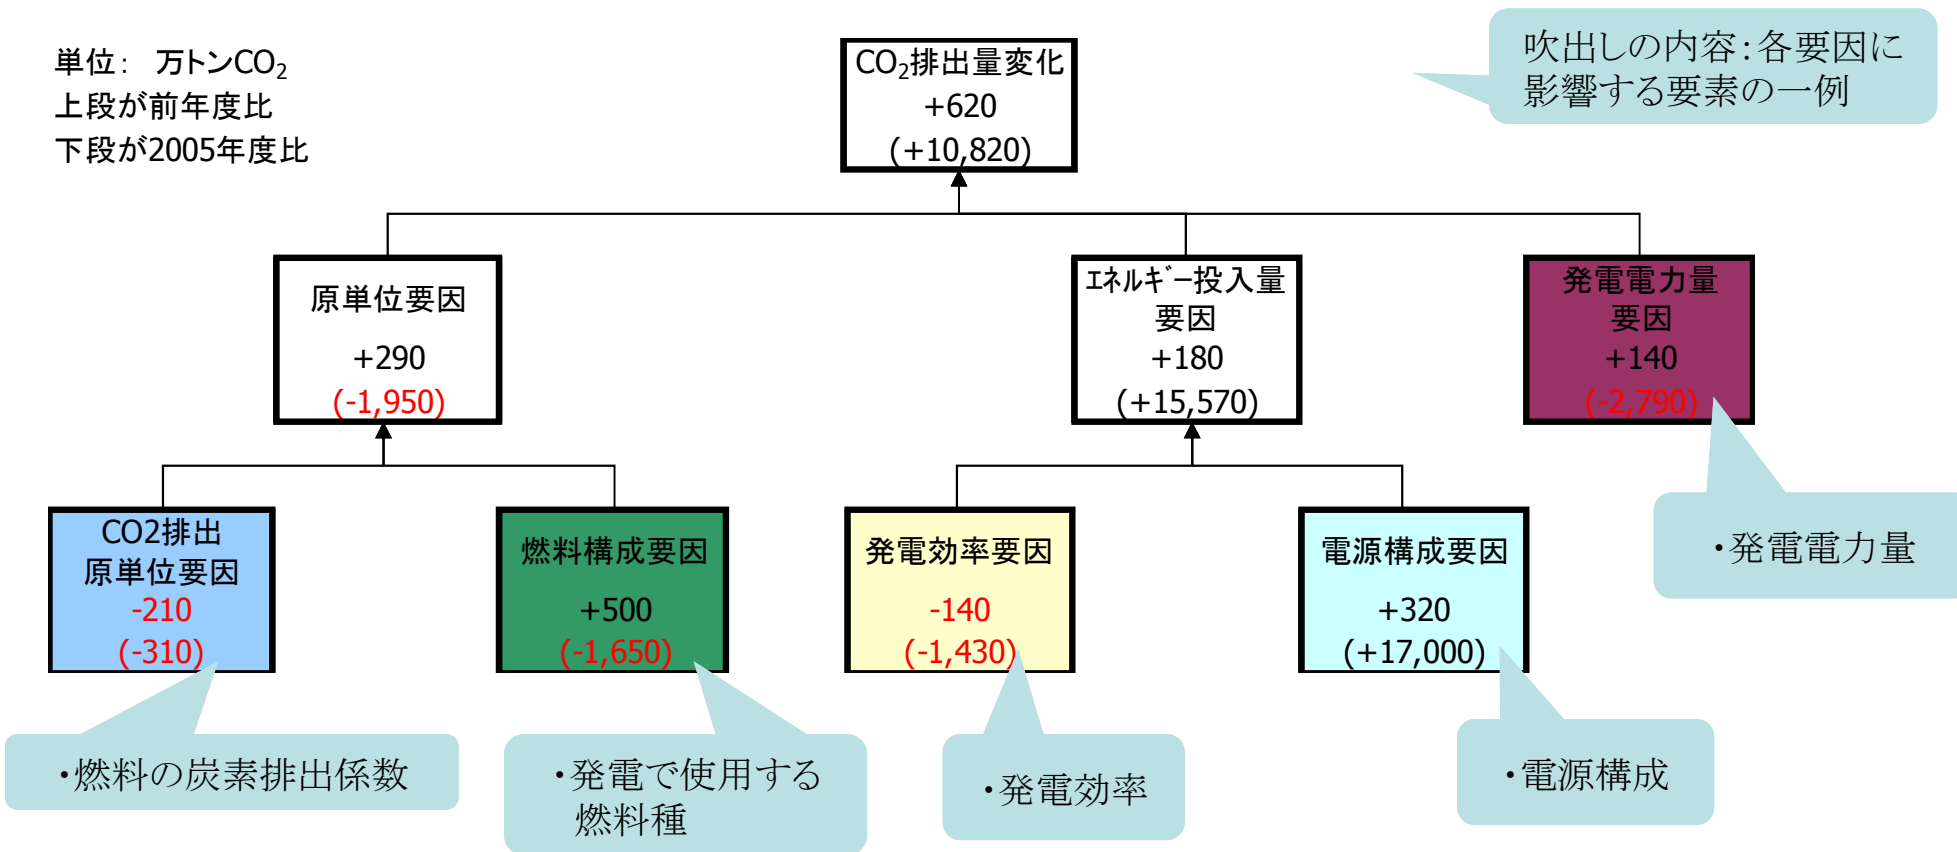 単位： 万トンCO₂
上段が前年度比
下段が2005年度比
CO₂排出量変化
+620
(+10,820)
吹出しの内容：各要因に
影響する要素の一例
原単位要因
+290
(-1,950)
ｴﾈﾙｷﾞｰ投入量
要因
+180
(+15,570)
発電電力量
要因
+140
(-2,790)
CO2排出
原単位要因
-210
(-310)
燃料構成要因
+500
(-1,650)
発電効率要因
-140
(-1,430)
電源構成要因
+320
(+17,000)
・発電電力量
・燃料の炭素排出係数
・発電で使用する
燃料種
・発電効率
・電源構成